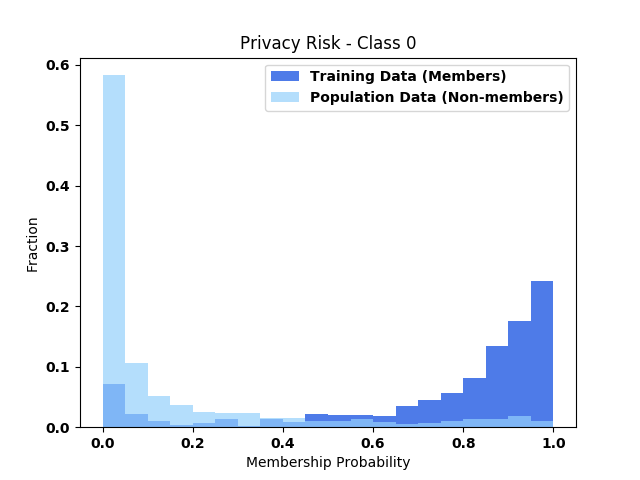 Privacy Risk - Class 0
Training Data (Members)
Population Data (Non-members)
Fraction
0.6
0.5
0.4
0.3
0.2
0.1
0.0
0.0 0.2 0.4 0.6 0.8 1.0
Membership Probability